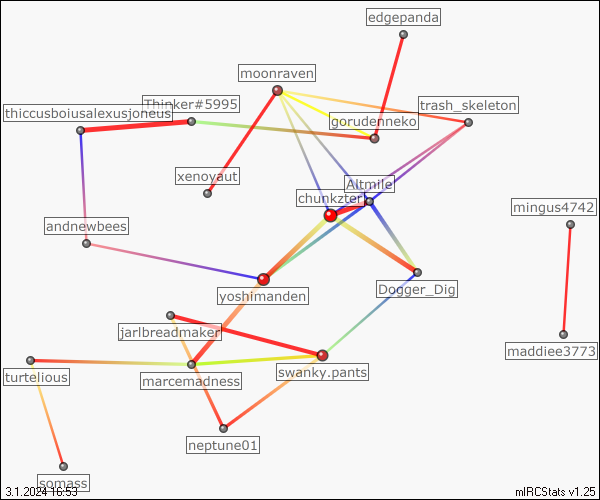 edgepanda
moonraven
Thinker#5995
trash_skeleton
thiccusboiusalexusjoneus
gorudenneko
xenoyaut
Altmile
chunkzter
mingus4742
andnewbees
yoshimanden
Dogger_Dig
jarlbreadmaker
maddiee3773
turtelious
marcemadness
swanky.pants
neptune01
somass
3.1.2024 16:53
mIRCStats v1.25